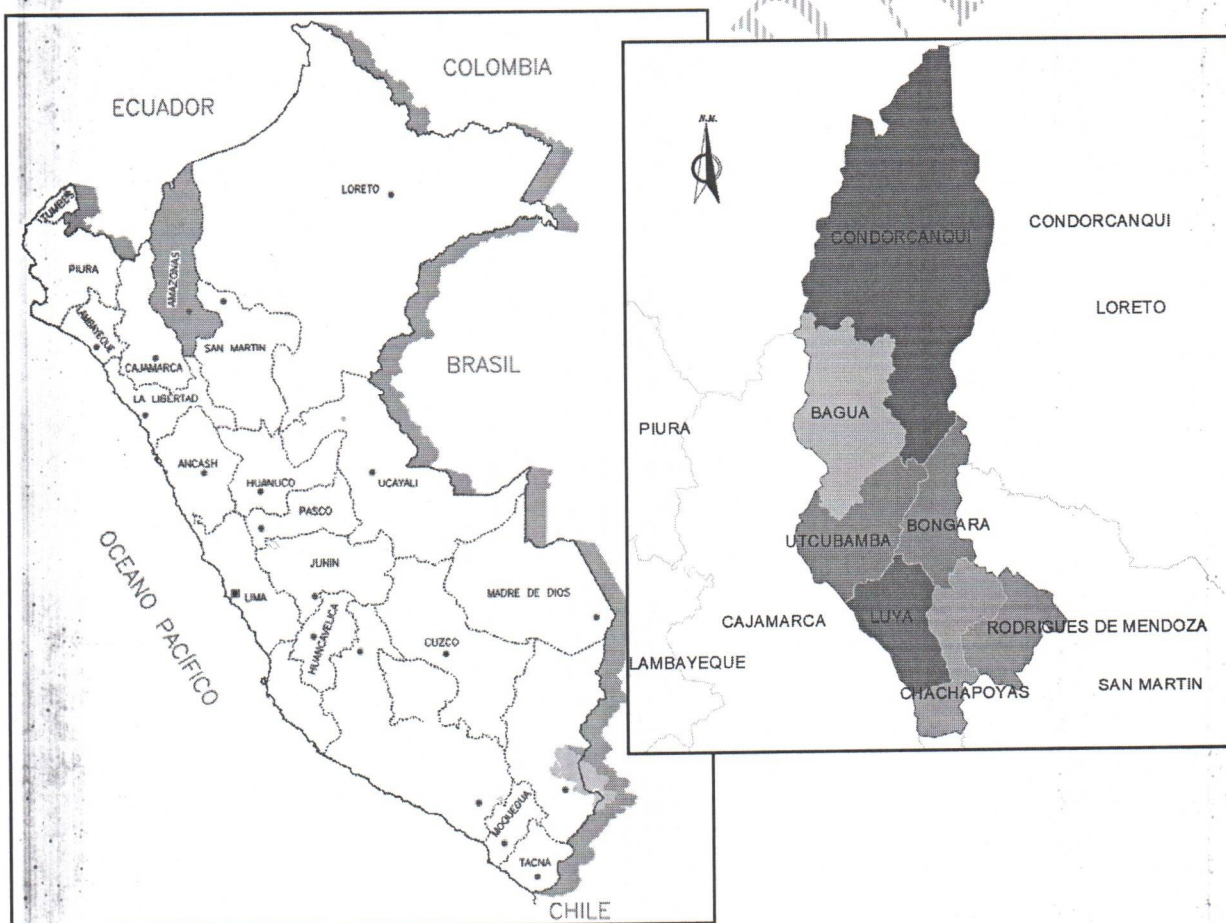 COLOMBIA
ECUADOR
LORETO
TUMBES
PIURA
AMAZONAS
LAMBAYEQUE
SAN MARTIN
CAJAMARCA
BRASIL
LA LIBERTAD
ANCASH
HUANUCO
UCAYALI
PASCO
OCEANO PACÍFICO
JUNIN
LIMA
MADRE DE DIOS
HUANCAVELICA
CUZCO
MOQUEGUA
TACNA
CHILE
N.M.
CONDORCANQUI
CONDORCANQUI
LORETO
BAGUA
PIURA
BONGARA
UTCUBAMBA
CAJAMARCA
LUYA
RODRIGUES DE MENDOZA
LAMBAYEQUE
CHACHAPOYAS
SAN MARTIN